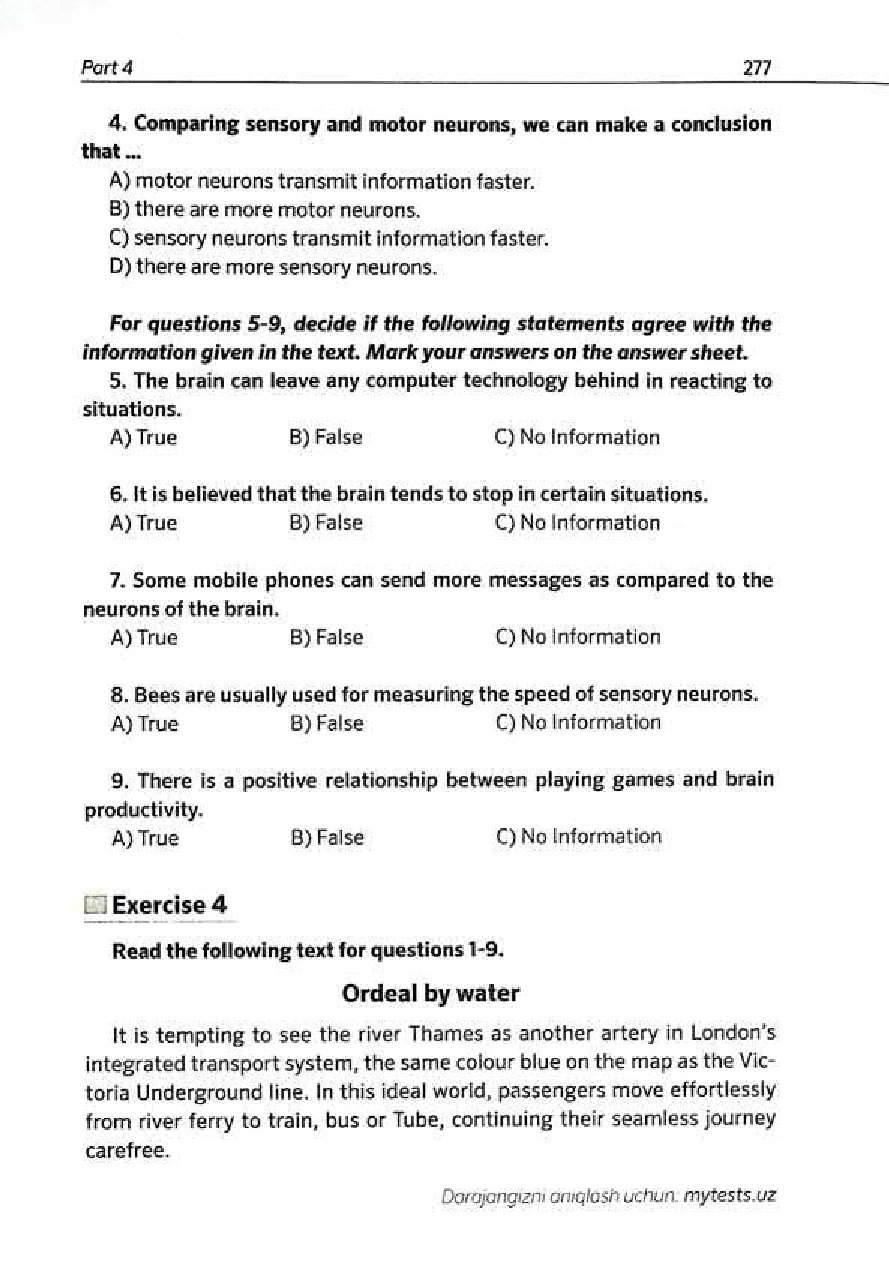 Part 4
277
4. Comparing sensory and motor neurons, we can make a conclusion
that ...
A) motor neurons transmit information faster.
B) there are more motor neurons.
C) sensory neurons transmit information faster.
D) there are more sensory neurons.
For questions 5-9, decide if the following statements agree with the
information given in the text. Mark your answers on the answer sheet.
5. The brain can leave any computer technology behind in reacting to
situations.
A) True B) False C) No Information
6. It is believed that the brain tends to stop in certain situations.
A) True B) False C) No Information
7. Some mobile phones can send more messages as compared to the
neurons of the brain.
A) True B) False C) No Information
8. Bees are usually used for measuring the speed of sensory neurons.
A) True B) False C) No Information
9. There is a positive relationship between playing games and brain
productivity.
A) True B) False C) No Information
Exercise 4
Read the following text for questions 1-9.
Ordeal by water
It is tempting to see the river Thames as another artery in London's
integrated transport system, the same colour blue on the map as the Vic-
toria Underground line. In this ideal world, passengers move effortlessly
from river ferry to train, bus or Tube, continuing their seamless journey
carefree.
Darajangizni aniqlash uchun: mytests.uz